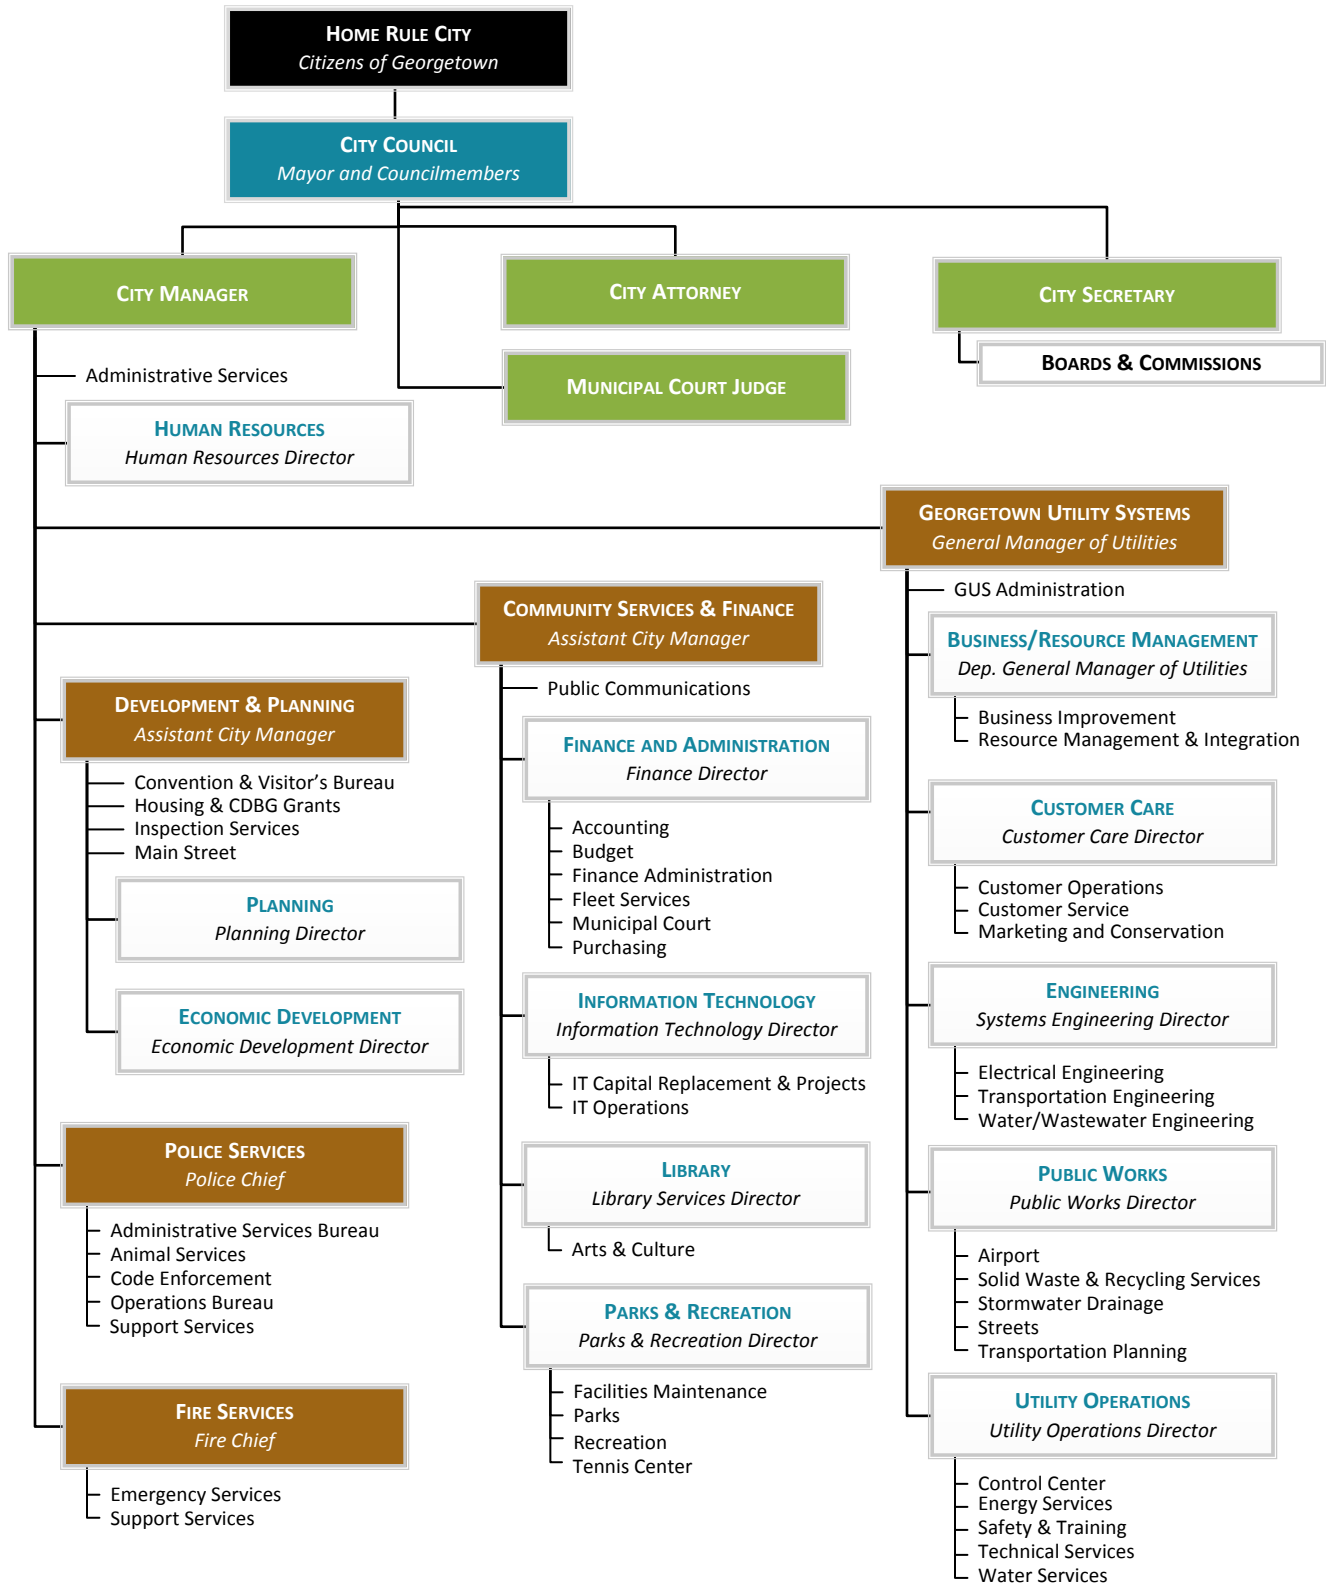 HOME RULE CITY
Citizens of Georgetown
CITY COUNCIL
Mayor and Councilmembers
CITY MANAGER
CITY ATTORNEY
CITY SECRETARY
MUNICIPAL COURT JUDGE
BOARDS & COMMISSIONS
Administrative Services
HUMAN RESOURCES
Human Resources Director
DEVELOPMENT & PLANNING
Assistant City Manager
Convention & Visitor's Bureau
Housing & CDBG Grants
Inspection Services
Main Street
PLANNING
Planning Director
ECONOMIC DEVELOPMENT
Economic Development Director
POLICE SERVICES
Police Chief
Administrative Services Bureau
Animal Services
Code Enforcement
Operations Bureau
Support Services
FIRE SERVICES
Fire Chief
Emergency Services
Support Services
COMMUNITY SERVICES & FINANCE
Assistant City Manager
Public Communications
FINANCE AND ADMINISTRATION
Finance Director
Accounting
Budget
Finance Administration
Fleet Services
Municipal Court
Purchasing
INFORMATION TECHNOLOGY
Information Technology Director
IT Capital Replacement & Projects
IT Operations
LIBRARY
Library Services Director
Arts & Culture
PARKS & RECREATION
Parks & Recreation Director
Facilities Maintenance
Parks
Recreation
Tennis Center
GEORGETOWN UTILITY SYSTEMS
General Manager of Utilities
GUS Administration
BUSINESS/RESOURCE MANAGEMENT
Dep. General Manager of Utilities
Business Improvement
Resource Management & Integration
CUSTOMER CARE
Customer Care Director
Customer Operations
Customer Service
Marketing and Conservation
ENGINEERING
Systems Engineering Director
Electrical Engineering
Transportation Engineering
Water/Wastewater Engineering
PUBLIC WORKS
Public Works Director
Airport
Solid Waste & Recycling Services
Stormwater Drainage
Streets
Transportation Planning
UTILITY OPERATIONS
Utility Operations Director
Control Center
Energy Services
Safety & Training
Technical Services
Water Services